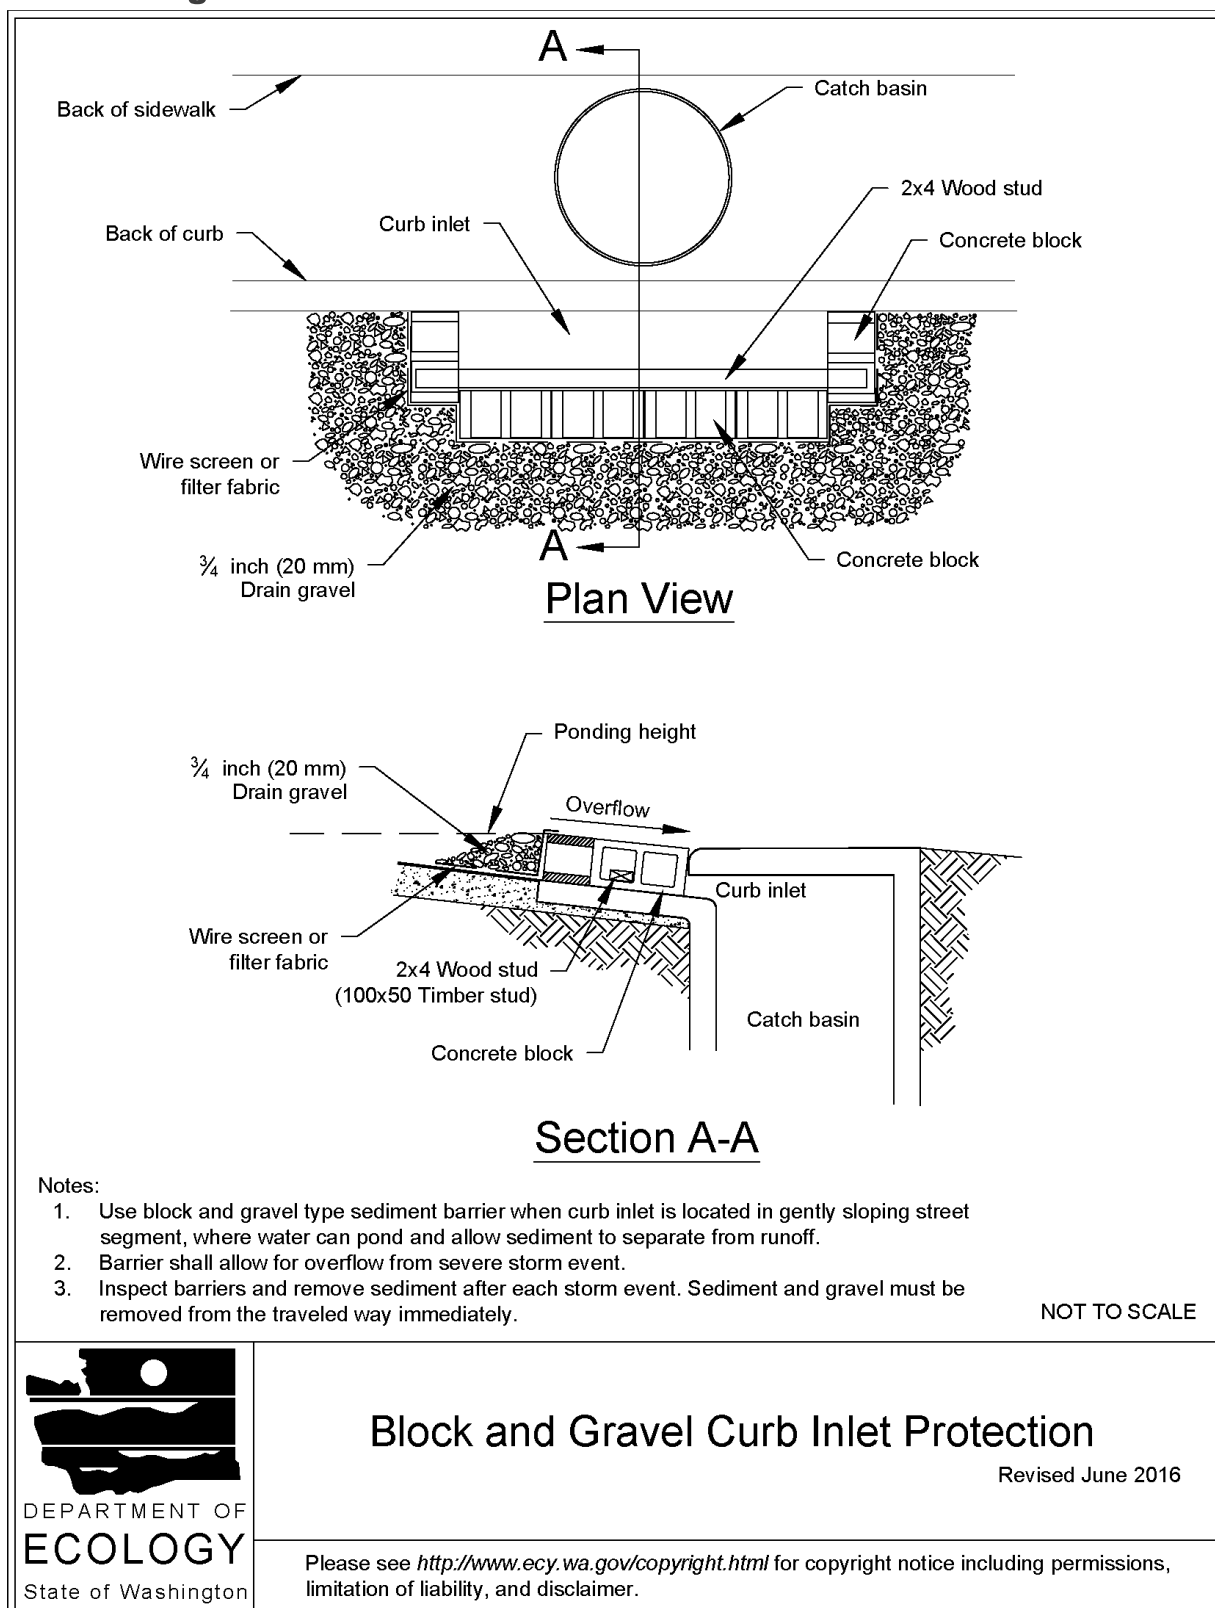 A
Back of sidewalk
Catch basin
2x4 Wood stud
Back of curb
Curb inlet
Concrete block
Wire screen or
filter fabric
A
Concrete block
¾ inch (20 mm)
Drain gravel
Plan View
Ponding height
¾ inch (20 mm)
Drain gravel
Overflow
Curb inlet
Wire screen or
filter fabric
2x4 Wood stud
(100x50 Timber stud)
Catch basin
Concrete block
Section A-A
Notes:
1. Use block and gravel type sediment barrier when curb inlet is located in gently sloping street
segment, where water can pond and allow sediment to separate from runoff.
2. Barrier shall allow for overflow from severe storm event.
3. Inspect barriers and remove sediment after each storm event. Sediment and gravel must be
removed from the traveled way immediately.
NOT TO SCALE
Block and Gravel Curb Inlet Protection
Revised June 2016
DEPARTMENT OF
ECOLOGY
State of Washington
Please see http://www.ecy.wa.gov/copyright.html for copyright notice including permissions,
limitation of liability, and disclaimer.